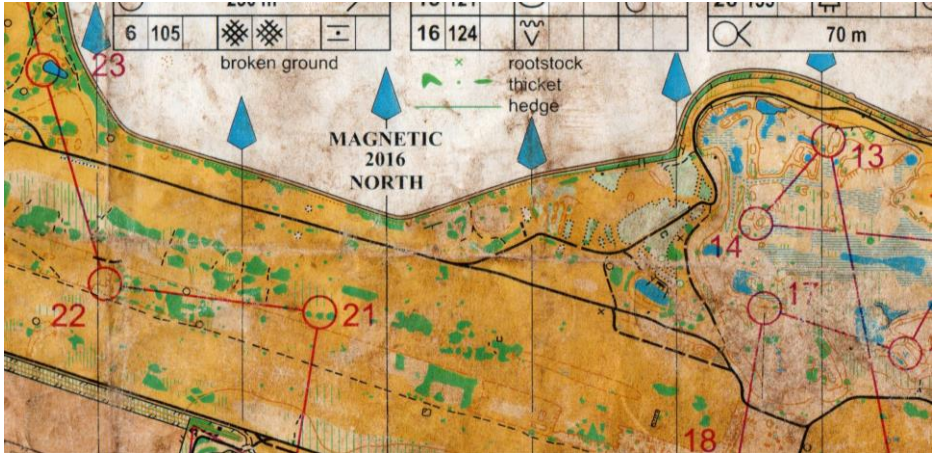 6 105
16 124
70 m
broken ground
rootstock
thicket
hedge
MAGNETIC
2016
NORTH
23
13
14
17
22
21
18